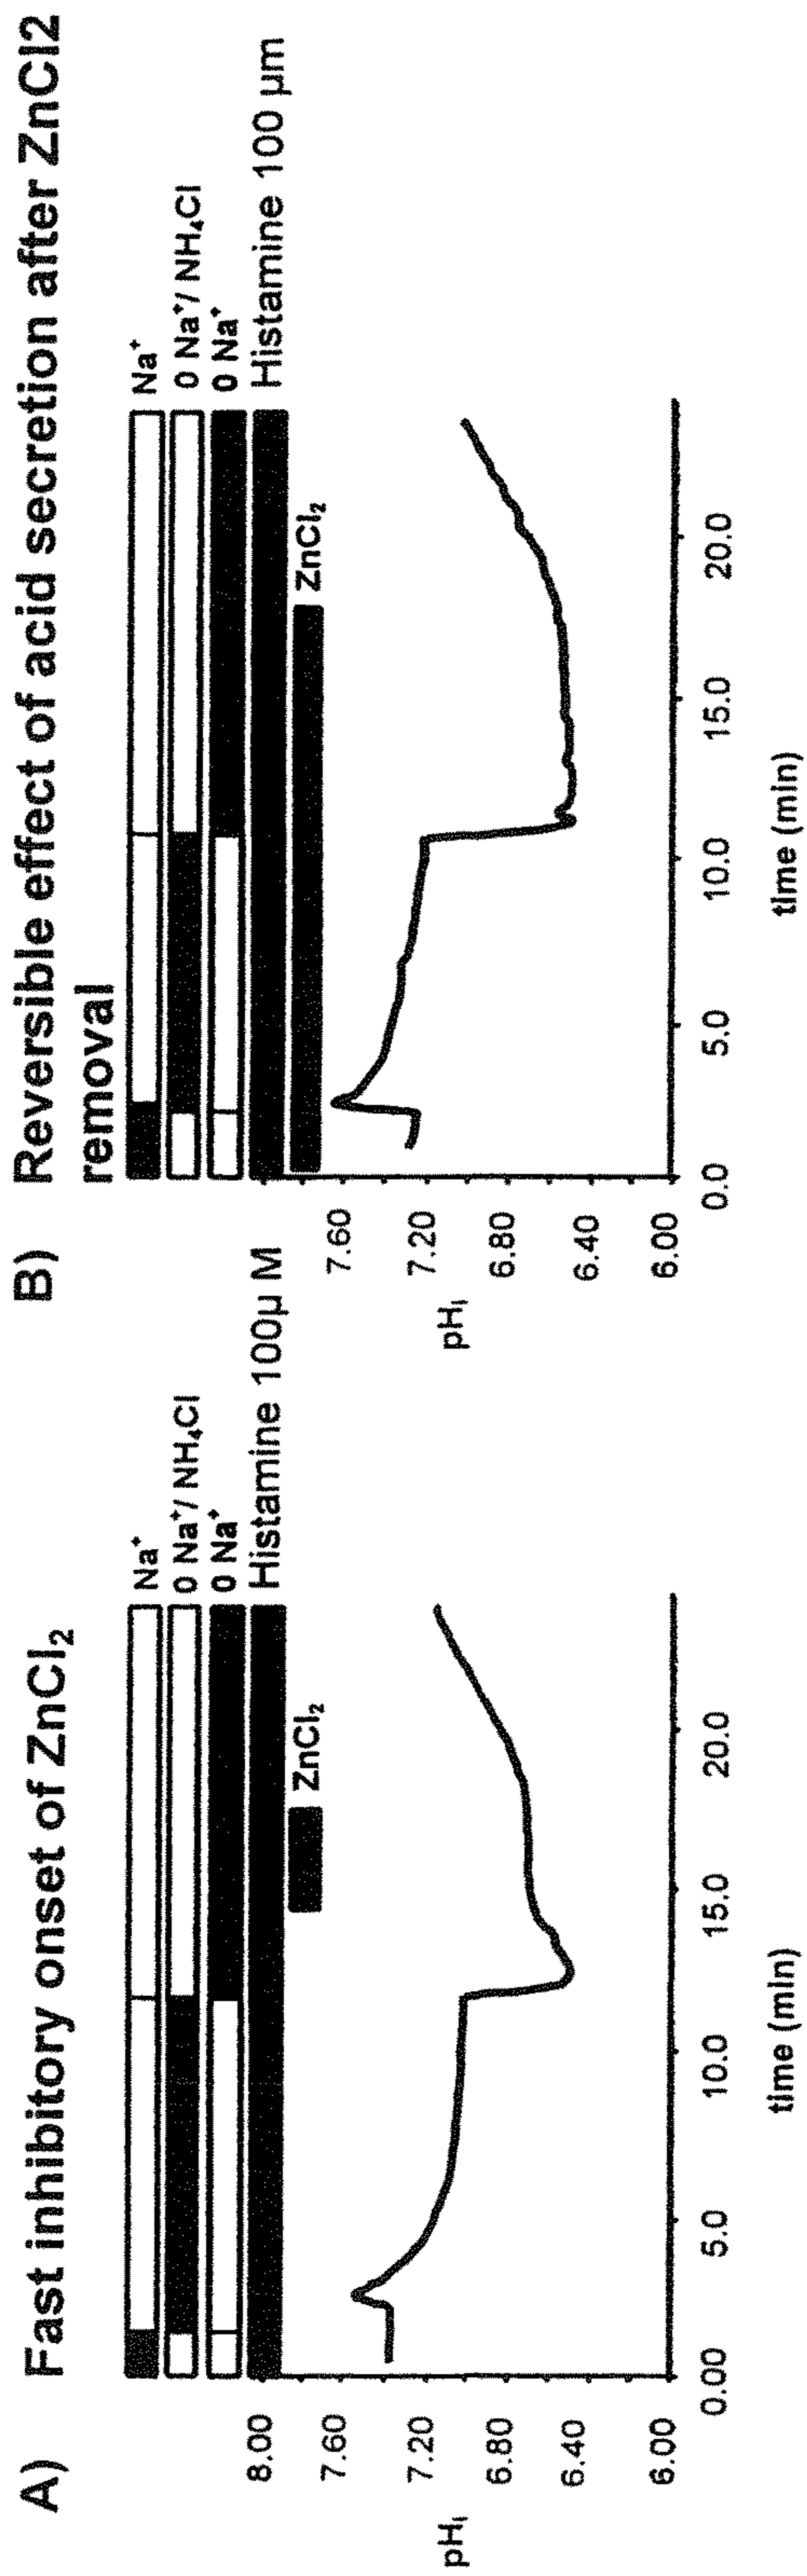 A) Fast inhibitory onset of ZnCl₂
Na⁺
0 Na⁺/ NH₄Cl
0 Na⁺
Histamine 100µ M
ZnCl₂
8.00
7.60
7.20
6.80
6.40
6.00
pHᵢ
0.00
5.0
10.0
15.0
20.0
time (min)
B) Reversible effect of acid secretion after ZnCl2
removal
Na⁺
0 Na⁺/ NH₄Cl
0 Na⁺
Histamine 100 µm
ZnCl₂
7.60
7.20
6.80
6.40
6.00
pHᵢ
0.0
5.0
10.0
15.0
20.0
time (min)